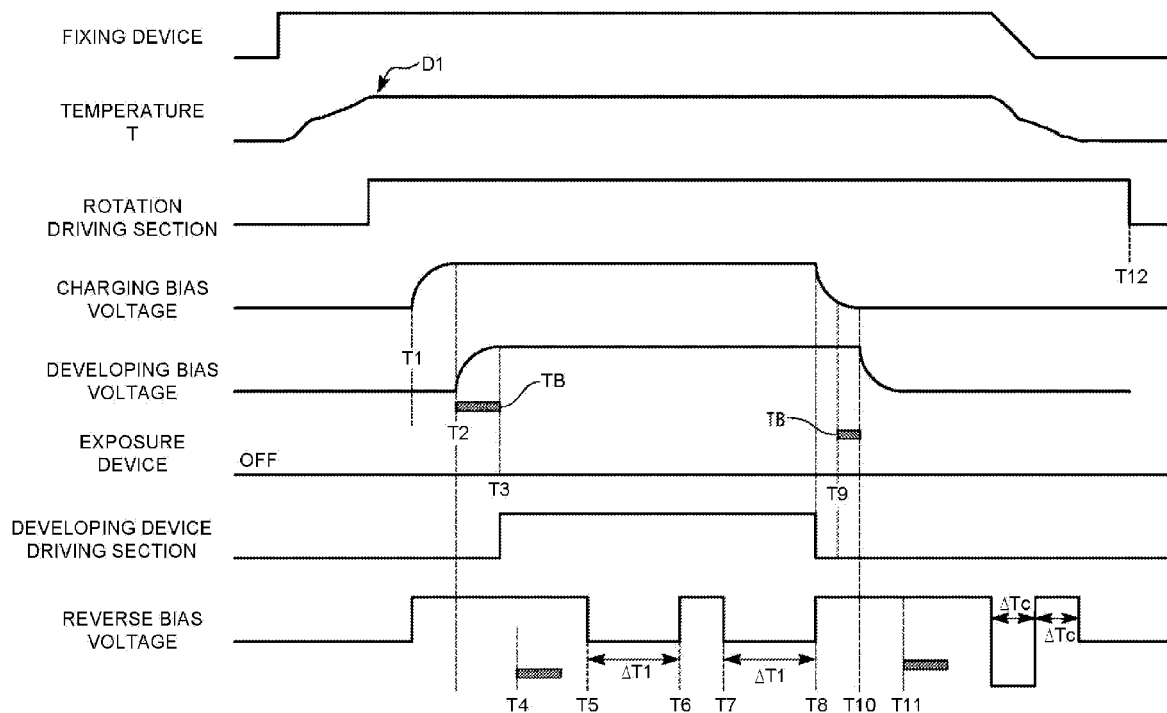 FIXING DEVICE
D1
TEMPERATURE
T
ROTATION
DRIVING SECTION
T12
CHARGING BIAS
VOLTAGE
T1
DEVELOPING BIAS
VOLTAGE
TB
T2
TB
EXPOSURE
DEVICE
OFF
T3
T9
DEVELOPING DEVICE
DRIVING SECTION
REVERSE BIAS
VOLTAGE
ΔTc
ΔTc
ΔT1
ΔT1
T4
T5
T6
T7
T8
T10
T11